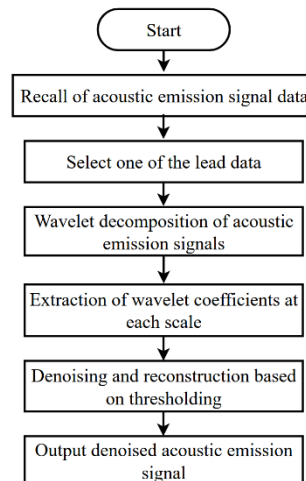 Start
Recall of acoustic emission signal data
Select one of the lead data
Wavelet decomposition of acoustic
emission signals
Extraction of wavelet coefficients at
each scale
Denoising and reconstruction based
on thresholding
Output denoised acoustic emission
signal